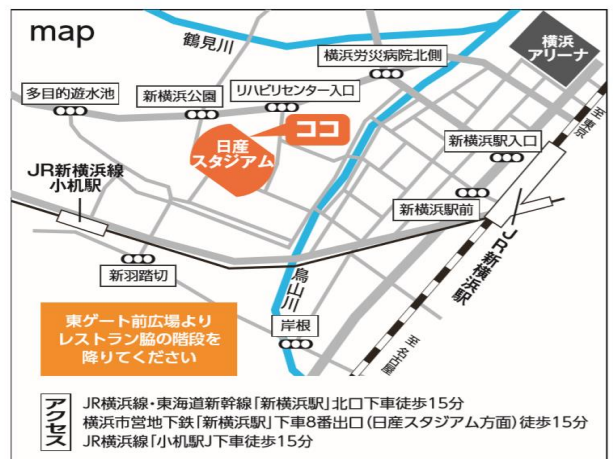 map
鶴見川
横浜労災病院北側
横浜
アリーナ
多目的遊水池
新横浜公園
リハビリセンター入口
至東京
ココ
日産
スタジアム
新横浜駅入口
JR新横浜線
小机駅
新横浜駅前
JR新横浜駅
新羽踏切
鳥山川
岸根
至名古屋
東ゲート前広場より
レストラン脇の階段を
降りてください
アクセス
JR横浜線・東海道新幹線「新横浜駅」北口下車徒歩15分
横浜市営地下鉄「新横浜駅」下車8番出口(日産スタジアム方面)徒歩15分
JR横浜線「小机駅J下車徒歩15分